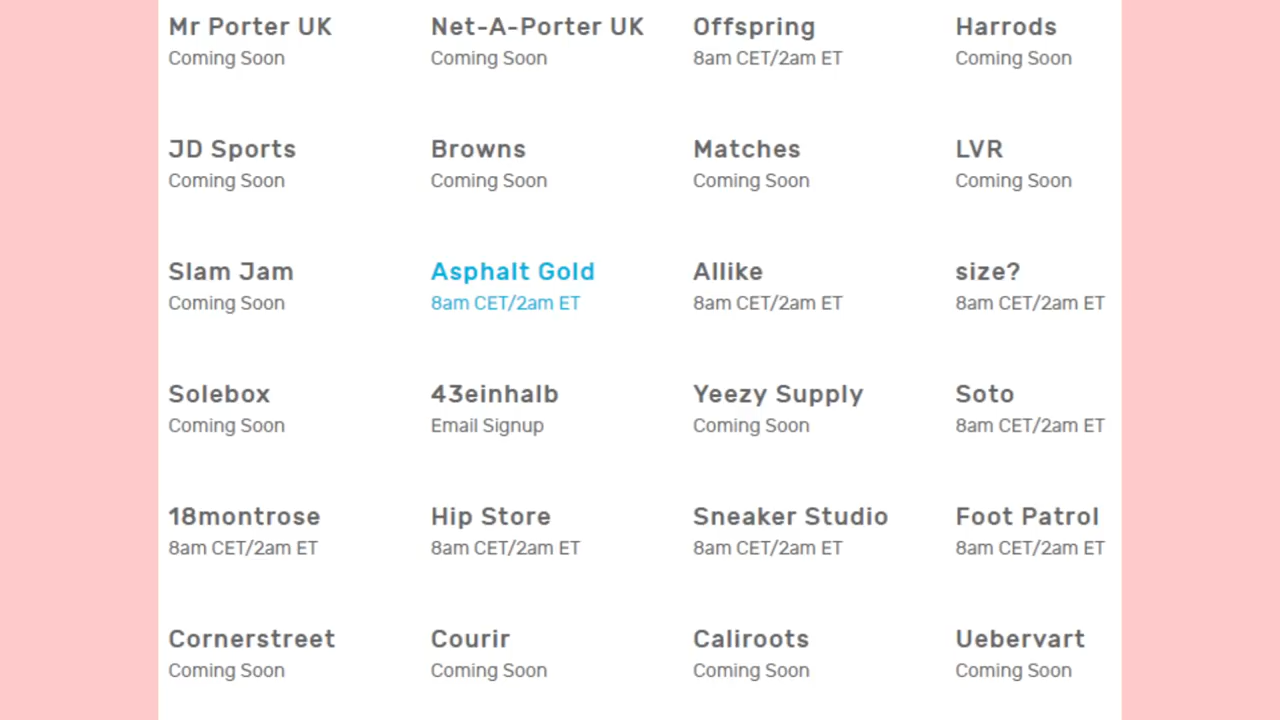 Mr Porter UK Net-A-Porter UK Offspring Harrods
Coming Soon Coming Soon 8am CET/2am ET Coming Soon
JD Sports Browns Matches LVR
Coming Soon Coming Soon Coming Soon Coming Soon
Slam Jam Asphalt Gold Allike size?
Coming Soon 8am CET/2am ET 8am CET/2am ET 8am CET/2am ET
Solebox 43einhalb Yeezy Supply Soto
Coming Soon Email Signup Coming Soon 8am CET/2am ET
18montrose Hip Store Sneaker Studio Foot Patrol
8am CET/2am ET 8am CET/2am ET 8am CET/2am ET 8am CET/2am ET
Cornerstreet Courir Caliroots Uebervart
Coming Soon Coming Soon Coming Soon Coming Soon